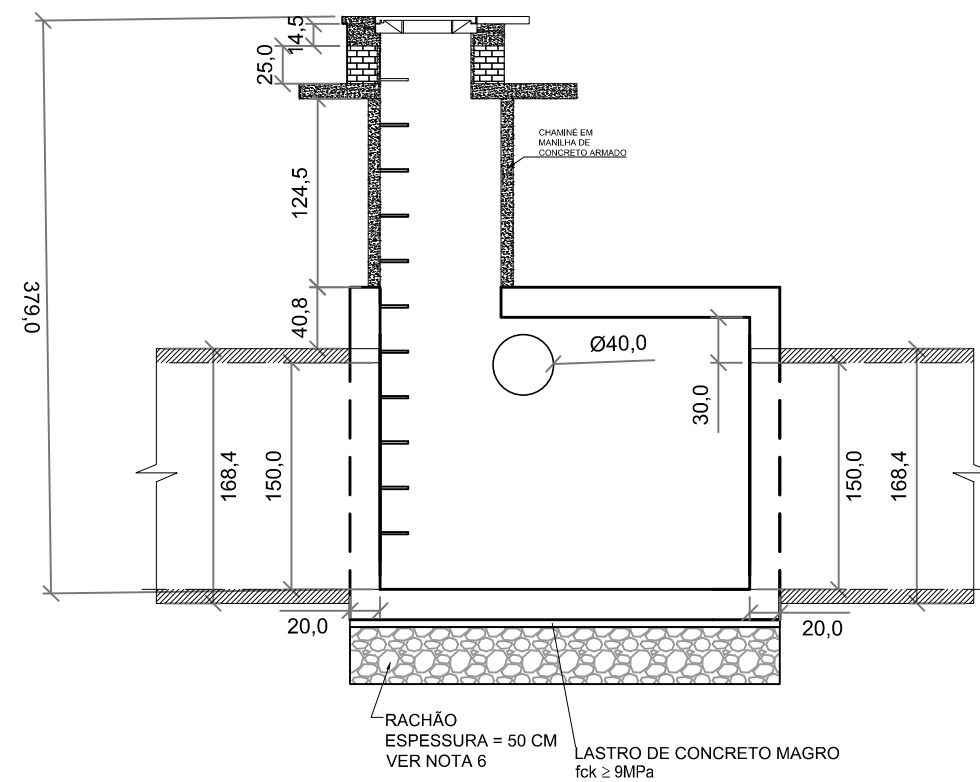 14,5
25,0
124,5
40,8
379,0
CHAMINÉ EM
MANILHA DE
CONCRETO ARMADO
Ø40,0
30,0
168,4
150,0
150,0
168,4
20,0
20,0
RACHÃO
ESPESSURA = 50 CM
VER NOTA 6
LASTRO DE CONCRETO MAGRO
fck ≥ 9MPa